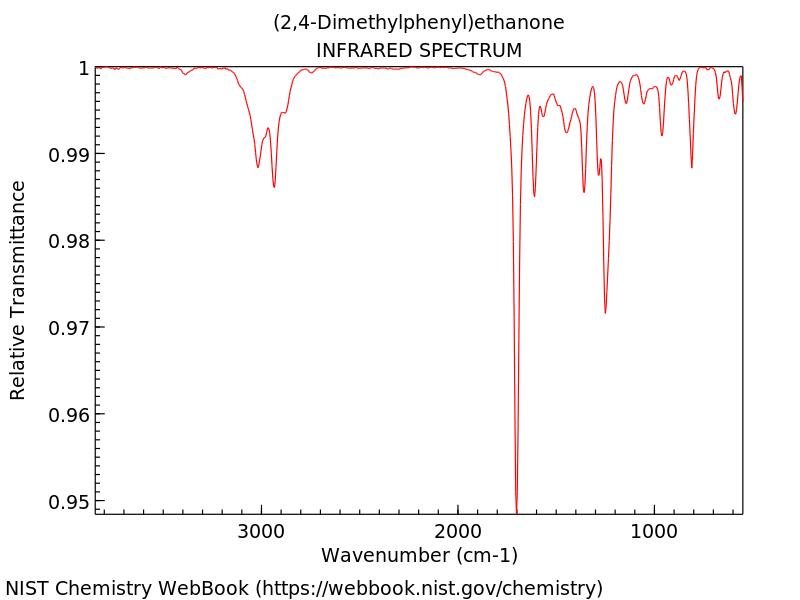 (2,4-Dimethylphenyl)ethanone
INFRARED SPECTRUM
1
0.99
0.98
0.97
0.96
0.95
Relative Transmittance
3000 2000 1000
Wavenumber (cm-1)
NIST Chemistry WebBook (https://webbook.nist.gov/chemistry)